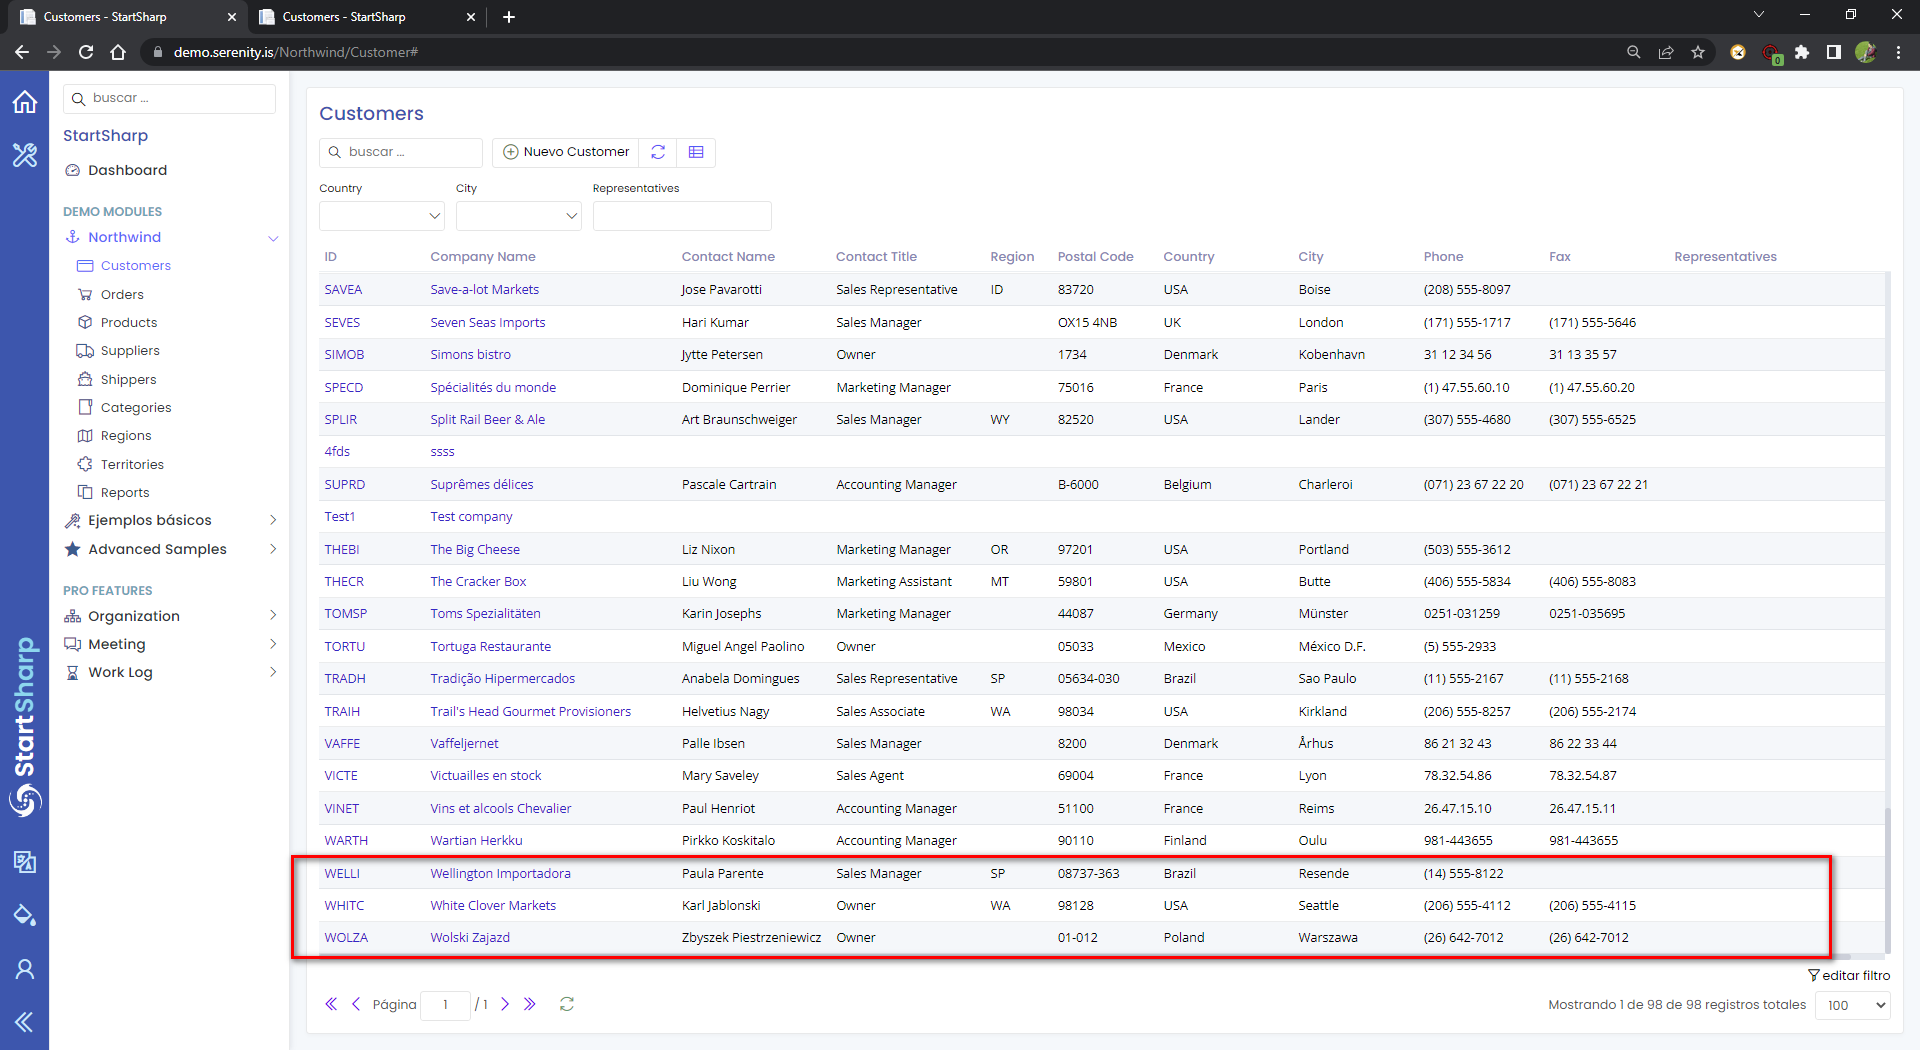 Customers - StartSharp
Customers - StartSharp
demo.serenity.is/Northwind/Customer#
0
buscar ...
StartSharp
Dashboard
DEMO MODULES
Northwind
Customers
Orders
Products
Suppliers
Shippers
Categories
Regions
Territories
Reports
Ejemplos básicos
Advanced Samples
PRO FEATURES
Organization
Meeting
Work Log
StartSharp
Customers
buscar ...
Nuevo Customer
Country City Representatives
ID Company Name Contact Name Contact Title Region Postal Code Country City Phone Fax Representatives
SAVEA Save-a-lot Markets Jose Pavarotti Sales Representative ID 83720 USA Boise (208) 555-8097
SEVES Seven Seas Imports Hari Kumar Sales Manager OX15 4NB UK London (171) 555-1717 (171) 555-5646
SIMOB Simons bistro Jytte Petersen Owner 1734 Denmark Kobenhavn 31 12 34 56 31 13 35 57
SPECD Spécialités du monde Dominique Perrier Marketing Manager 75016 France Paris (1) 47.55.60.10 (1) 47.55.60.20
SPLIR Split Rail Beer & Ale Art Braunschweiger Sales Manager WY 82520 USA Lander (307) 555-4680 (307) 555-6525
4fds ssss
SUPRD Suprêmes délices Pascale Cartrain Accounting Manager B-6000 Belgium Charleroi (071) 23 67 22 20 (071) 23 67 22 21
Test1 Test company
THEBI The Big Cheese Liz Nixon Marketing Manager OR 97201 USA Portland (503) 555-3612
THECR The Cracker Box Liu Wong Marketing Assistant MT 59801 USA Butte (406) 555-5834 (406) 555-8083
TOMSP Toms Spezialitäten Karin Josephs Marketing Manager 44087 Germany Münster 0251-031259 0251-035695
TORTU Tortuga Restaurante Miguel Angel Paolino Owner 05033 Mexico México D.F. (5) 555-2933
TRADH Tradição Hipermercados Anabela Domingues Sales Representative SP 05634-030 Brazil Sao Paulo (11) 555-2167 (11) 555-2168
TRAIH Trail's Head Gourmet Provisioners Helvetius Nagy Sales Associate WA 98034 USA Kirkland (206) 555-8257 (206) 555-2174
VAFFE Vaffeljernet Palle Ibsen Sales Manager 8200 Denmark Århus 86 21 32 43 86 22 33 44
VICTE Victuailles en stock Mary Saveley Sales Agent 69004 France Lyon 78.32.54.86 78.32.54.87
VINET Vins et alcools Chevalier Paul Henriot Accounting Manager 51100 France Reims 26.47.15.10 26.47.15.11
WARTH Wartian Herkku Pirkko Koskitalo Accounting Manager 90110 Finland Oulu 981-443655 981-443655
WELLI Wellington Importadora Paula Parente Sales Manager SP 08737-363 Brazil Resende (14) 555-8122
WHITC White Clover Markets Karl Jablonski Owner WA 98128 USA Seattle (206) 555-4112 (206) 555-4115
WOLZA Wolski Zajazd Zbyszek Piestrzeniewicz Owner 01-012 Poland Warszawa (26) 642-7012 (26) 642-7012
editar filtro
Página 1 / 1
Mostrando 1 de 98 de 98 registros totales 100